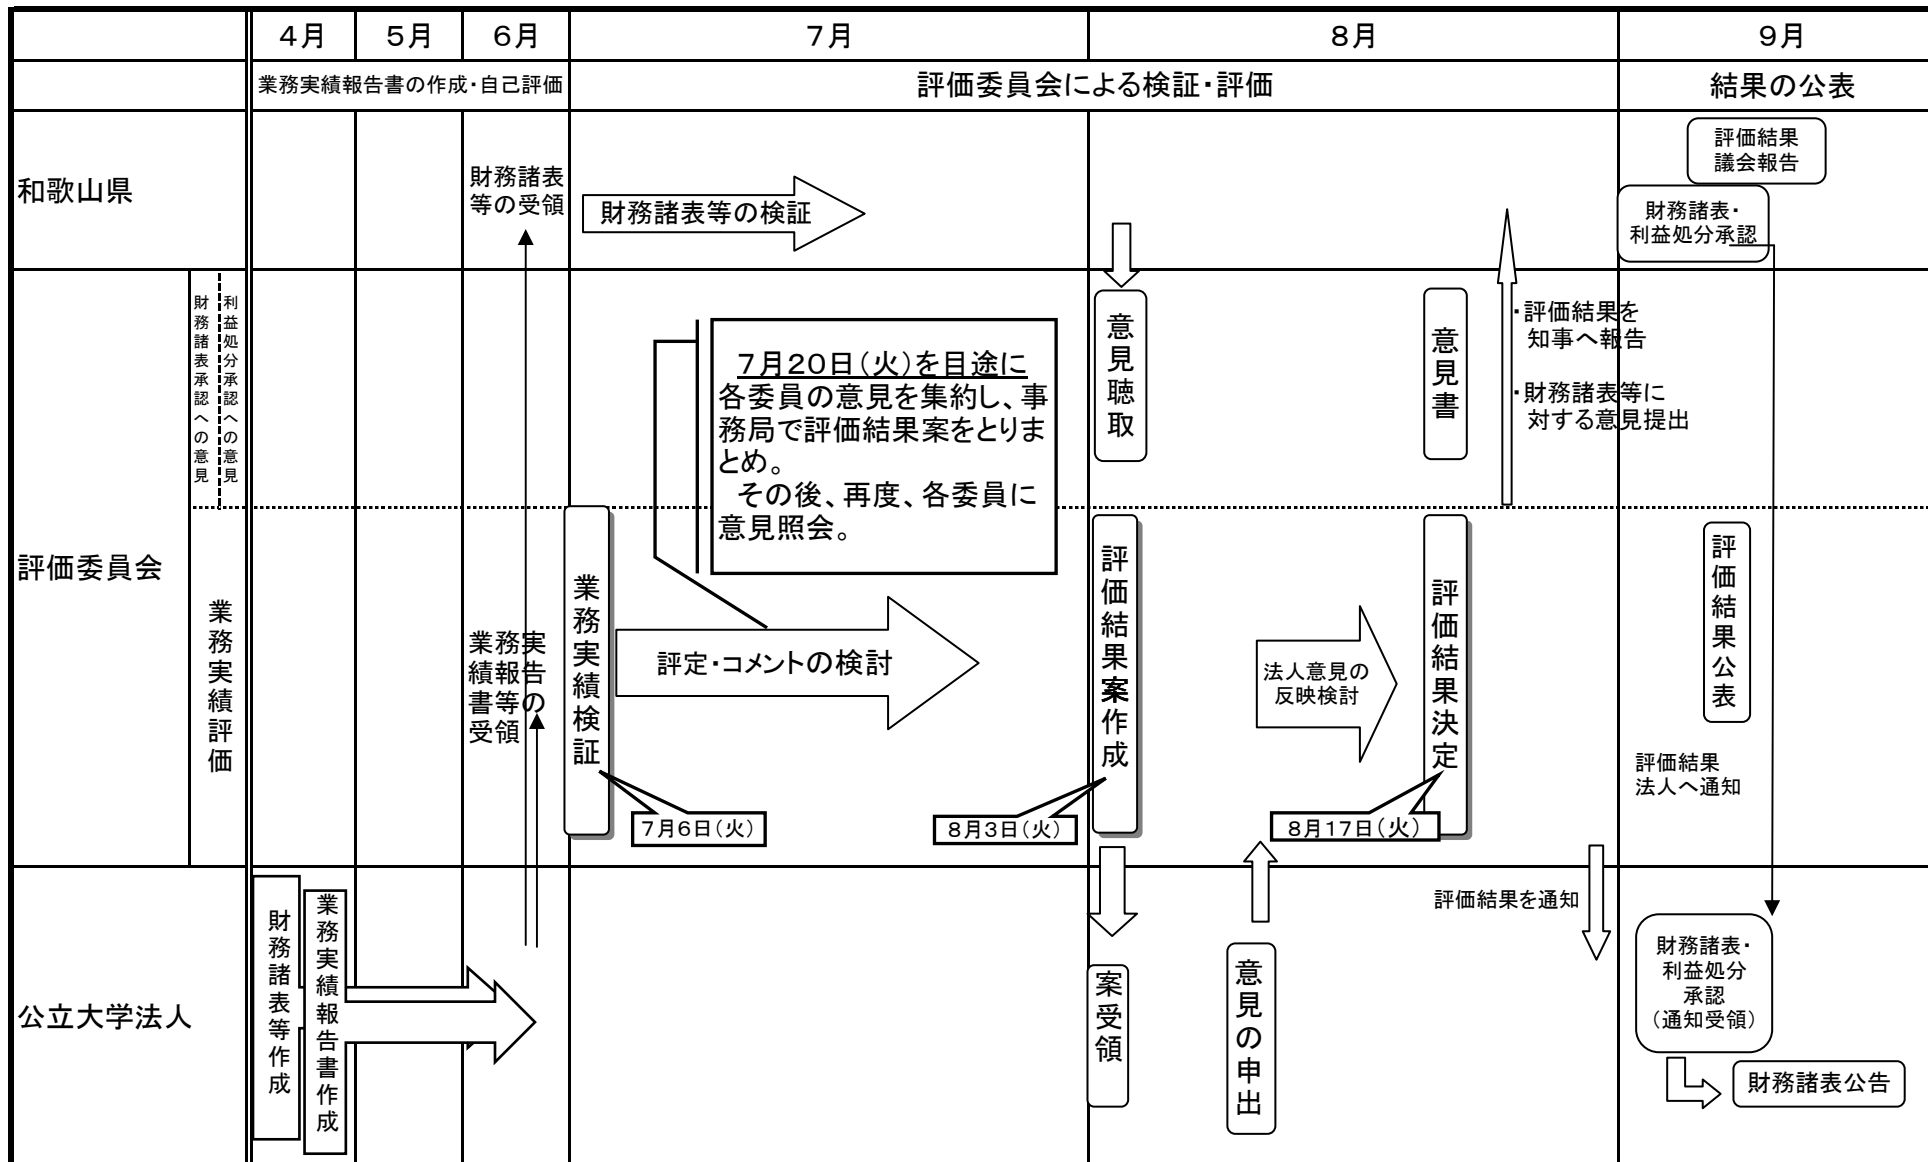 4月
5月
6月
7月
8月
9月
業務実績報告書の作成・自己評価
評価委員会による検証・評価
結果の公表
和歌山県
財務諸表
等の受領
財務諸表等の検証
評価結果
議会報告
財務諸表・
利益処分承認
評価委員会
財務諸表承認への意見
利益処分承認への意見
7月20日(火)を目途に
各委員の意見を集約し、事
務局で評価結果案をとりま
とめ。
その後、再度、各委員に
意見照会。
意見聴取
意見書
・評価結果を
知事へ報告
・財務諸表等に
対する意見提出
業務実績評価
業務実
績報告
書等の
受領
業務実績検証
評定・コメントの検討
評価結果案作成
法人意見の
反映検討
評価結果決定
評価結果公表
7月6日(火)
8月3日(火)
8月17日(火)
評価結果
法人へ通知
公立大学法人
財務諸表等作成
業務実績報告書作成
案受領
意見の申出
評価結果を通知
財務諸表・
利益処分
承認
(通知受領)
財務諸表公告